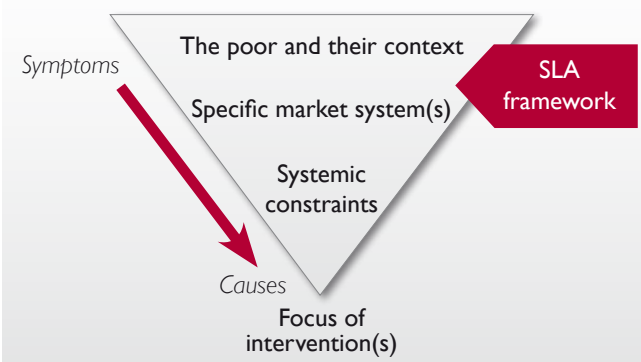 The poor and their context
Symptoms
SLA
framework
Specific market system(s)
Systemic
constraints
Causes
Focus of
intervention(s)